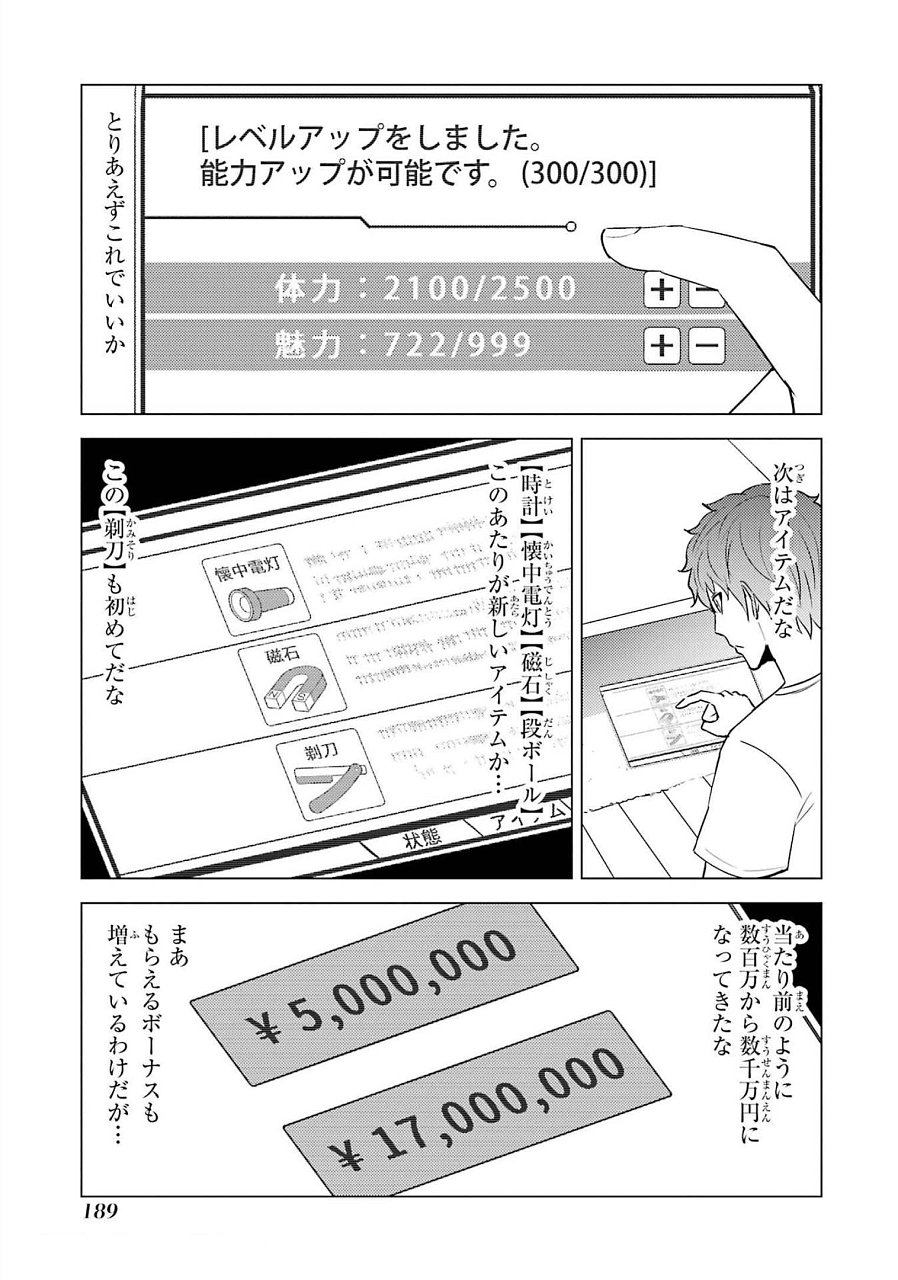 [レベルアップをしました。
能力アップが可能です。(300/300)]
体力：2100/2500
+ −
魅力：722/999
+ −
とりあえずこれでいいか
次はアイテムだな
【時計】【懐中電灯】【磁石】【段ボール】
このあたりが新しいアイテムか…
懐中電灯
磁石
剃刀
状態
アイテム
この【剃刀】も初めてだな
当たり前のように
数百万から数千万円に
なってきたな
¥5,000,000
¥17,000,000
まあ
もらえるボーナスも
増えているわけだが…
189